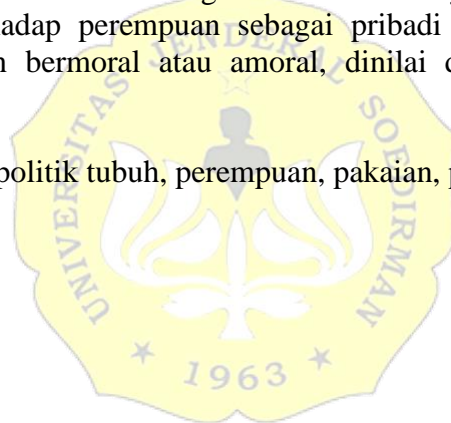 adap perempuan sebagai pribadi
bermoral atau amoral, dinilai
politik tubuh, perempuan, pakaian,
UNIVERSITAS JENDERAL SOEDIRMAN
1963